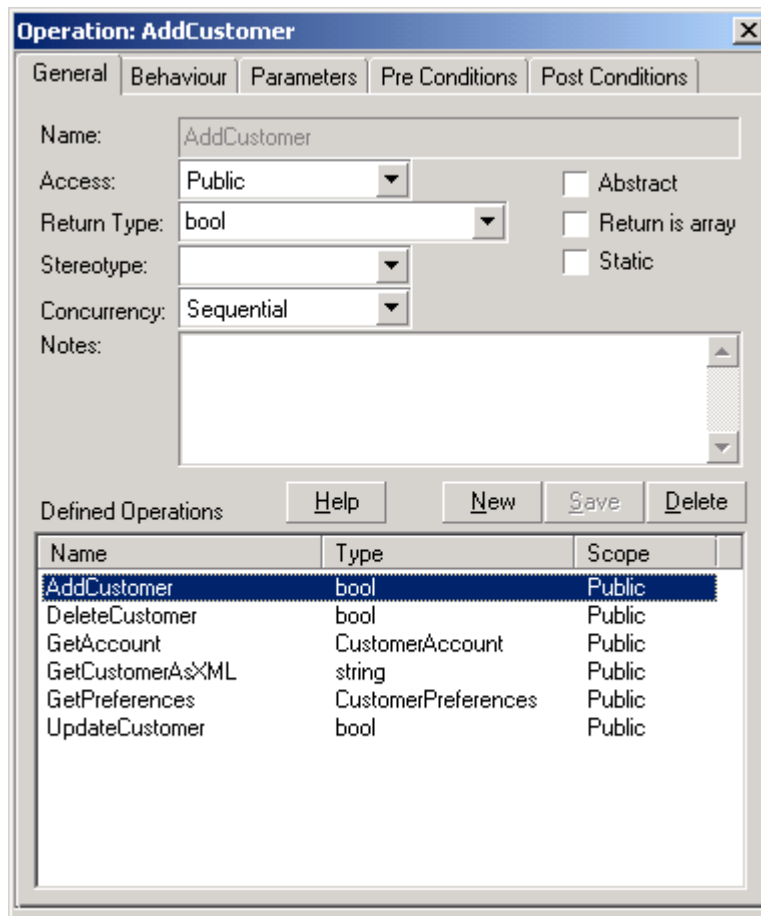 Operation: AddCustomer
General Behaviour Parameters Pre Conditions Post Conditions
Name: AddCustomer
Access: Public Abstract
Return Type: bool Return is array
Stereotype: Static
Concurrency: Sequential
Notes:
Defined Operations Help New Save Delete
Name Type Scope
AddCustomer bool Public
DeleteCustomer bool Public
GetAccount CustomerAccount Public
GetCustomerAsXML string Public
GetPreferences CustomerPreferences Public
UpdateCustomer bool Public